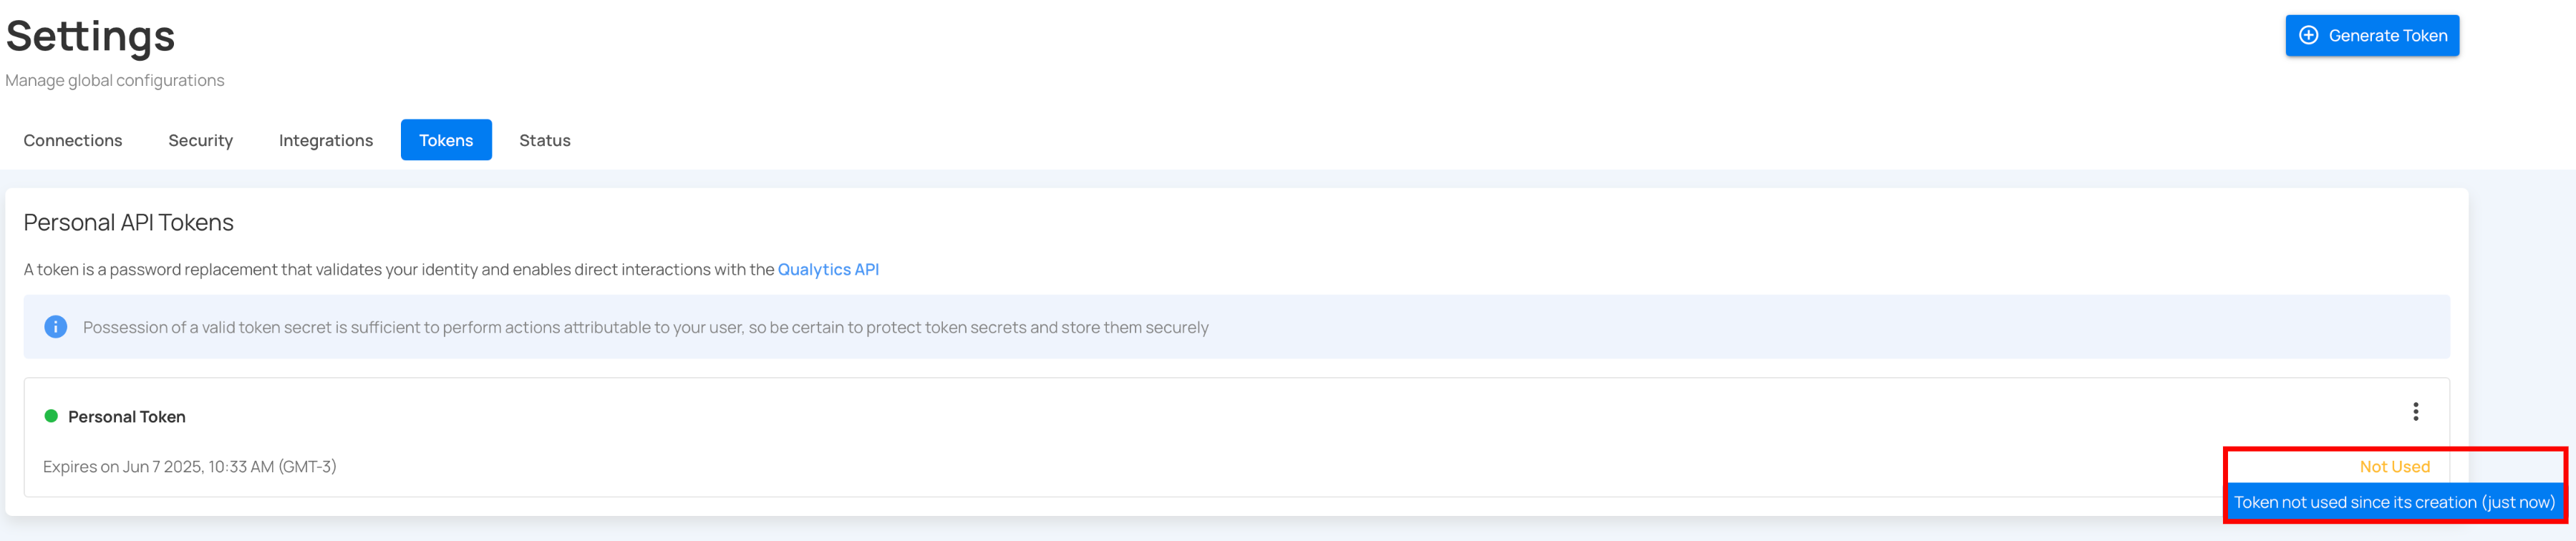 Settings
Generate Token
Manage global configurations
Connections Security Integrations Tokens Status
Personal API Tokens
A token is a password replacement that validates your identity and enables direct interactions with the Qualytics API
Possession of a valid token secret is sufficient to perform actions attributable to your user, so be certain to protect token secrets and store them securely
Personal Token
Expires on Jun 7 2025, 10:33 AM (GMT-3)
Not Used
Token not used since its creation (just now)